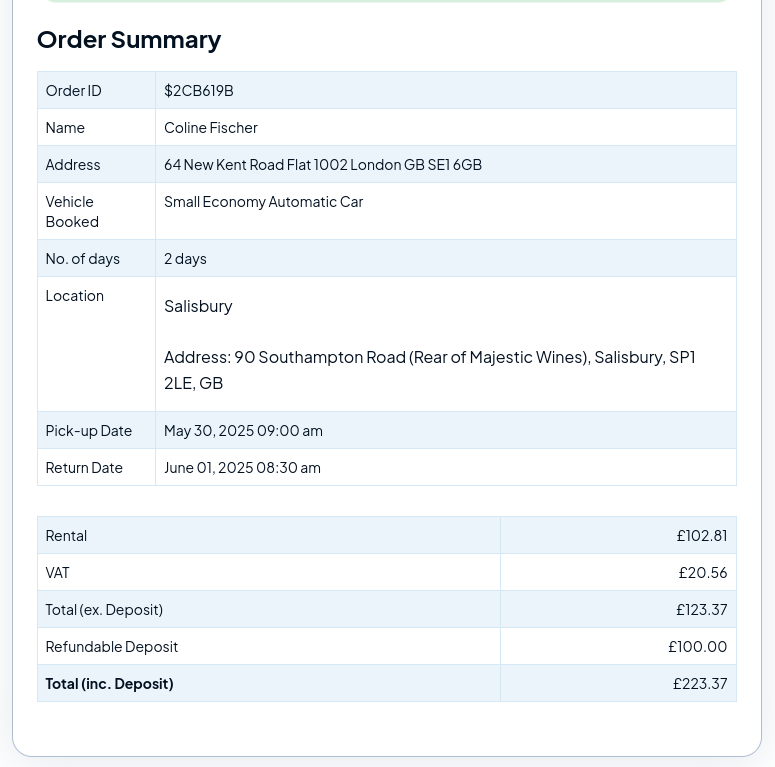 Order Summary
Order ID $2CB619B
Name Coline Fischer
Address 64 New Kent Road Flat 1002 London GB SE1 6GB
Vehicle Small Economy Automatic Car
Booked
No. of days 2 days
Location
Salisbury
Address: 90 Southampton Road (Rear of Majestic Wines), Salisbury, SP1
2LE, GB
Pick-up Date May 30, 2025 09:00 am
Return Date June 01, 2025 08:30 am
Rental £102.81
VAT £20.56
Total (ex. Deposit) £123.37
Refundable Deposit £100.00
Total (inc. Deposit) £223.37